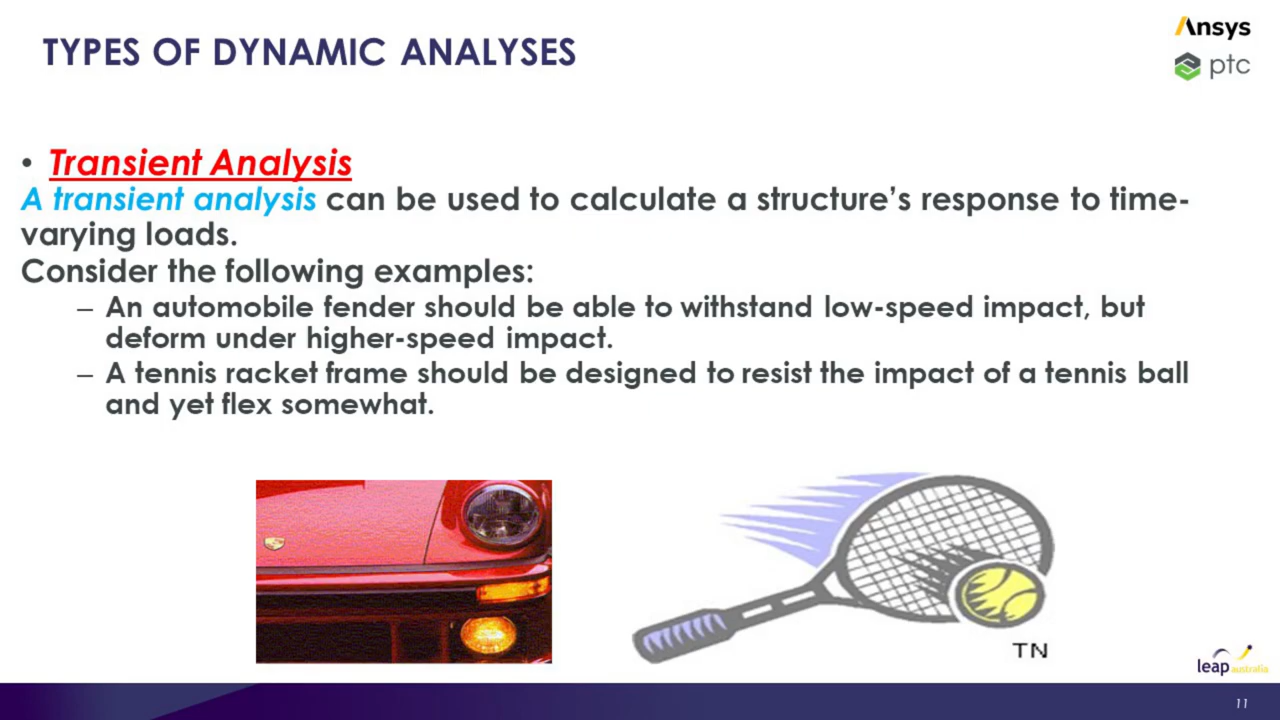 TYPES OF DYNAMIC ANALYSES
Ansys
ptc
• Transient Analysis
A transient analysis can be used to calculate a structure’s response to time-
varying loads.
Consider the following examples:
– An automobile fender should be able to withstand low-speed impact, but
deform under higher-speed impact.
– A tennis racket frame should be designed to resist the impact of a tennis ball
and yet flex somewhat.
TN
leap australia
11